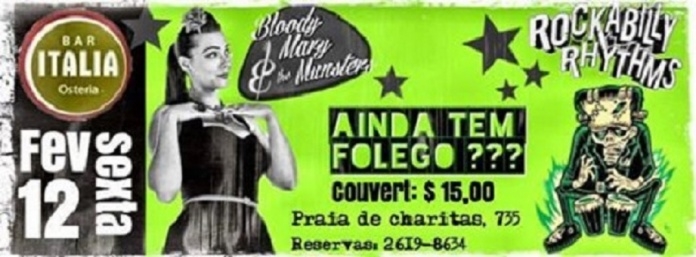 BAR
ITALIA
Osteria
FEV
12
sexta
Bloody
Mary
& the Munsters
ROCKABILLY
RHYTHMS
AINDA TEM
FOLEGO ???
couvert: $ 15,00
Praia de charitas, 735
Reservas: 2619-8634